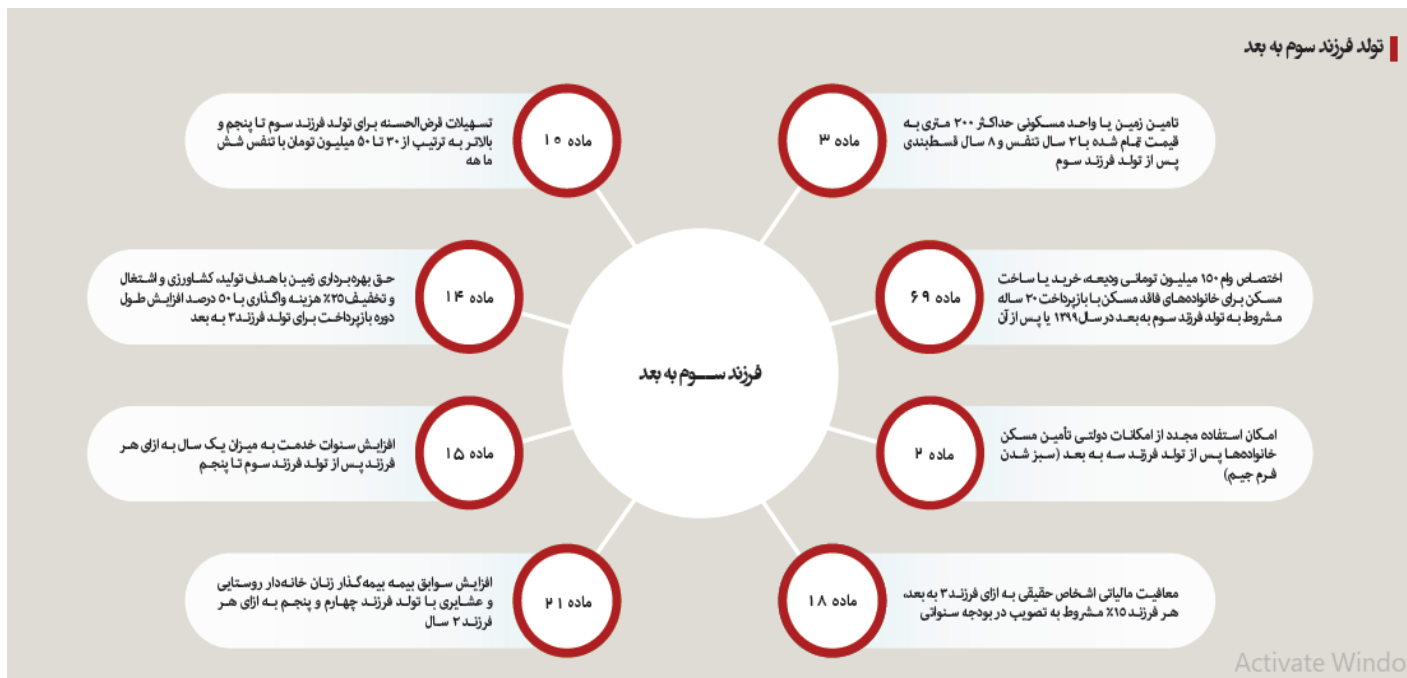 تولد فرزند سوم به بعد
ماده ۳
تامین زمین یا واحد مسکونی حداکثر ۲۰۰ متری به
قیمت تمام شده با ۲ سال تنفس و ۸ سال قسطبندی
پس از تولد فرزند سوم
ماده ۱۰
تسهیلات قرض‌الحسنه برای تولد فرزند سوم تا پنجم و
بالاتر به ترتیب از ۳۰ تا ۵۰ میلیون تومان با تنفس شش
ما هه
ماده ۶۹
اختصاص وام ۱۵۰ میلیون تومانی ودیعه، خرید یا ساخت
مسکن برای خانواده‌های فاقد مسکن با بازپرداخت ۲۰ ساله
مشروط به تولد فرزند سوم به‌بعد در سال ۱۳۹۹ یا پس از آن
ماده ۱۴
حق بهره‌برداری زمین با هدف تولید، کشاورزی و اشتغال
و تخفیف ۲۵٪ هزینه واگذاری با ۵۰ درصد افزایش طول
دوره بازپرداخت برای تولد فرزند ۳ به بعد
فرزند ســـوم به بعد
ماده ۲
امکان استفاده مجدد از امکانات دولتی تأمین مسکن
خانواده‌ها پس از تولد فرزند سه به بعد (سبز شدن
فرم جیم)
ماده ۱۵
افزایش سنوات خدمت به میزان یک سال به ازای هر
فرزند پس از تولد فرزند سوم تا پنجم
ماده ۱۸
معافیت مالیاتی اشخاص حقیقی به ازای فرزند ۳ به بعد،
هر فرزند ۱۵٪ مشروط به تصویب در بودجه سنواتی
ماده ۲۱
افزایش سوابق بیمه بیمه‌گذار زنان خانه‌دار روستایی
و عشایری با تولد فرزند چهارم و پنجم به ازای هر
فرزند ۲ سال
Activate Windo